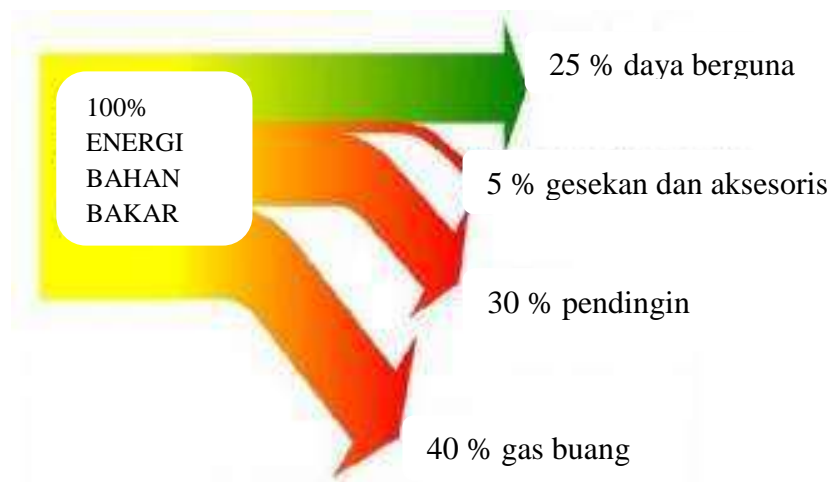 25 % daya berguna
100%
ENERGI
BAHAN
BAKAR
5 % gesekan dan aksesoris
30 % pendingin
40 % gas buang